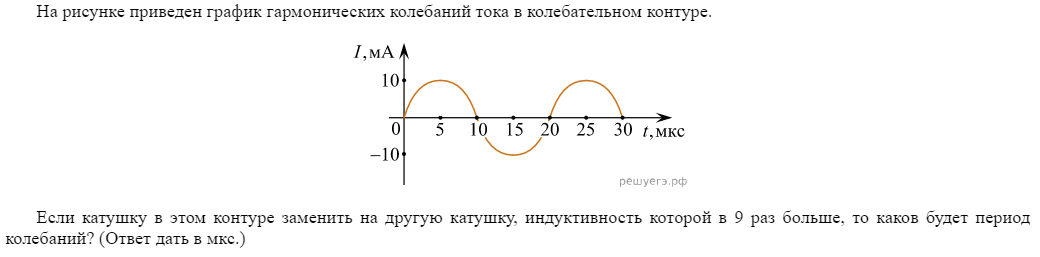 На рисунке приведен график гармонических колебаний тока в колебательном контуре.
I, мА
10
0 5 10 15 20 25 30 t, мкс
−10
решуегэ.рф
Если катушку в этом контуре заменить на другую катушку, индуктивность которой в 9 раз больше, то каков будет период
колебаний? (Ответ дать в мкс.)